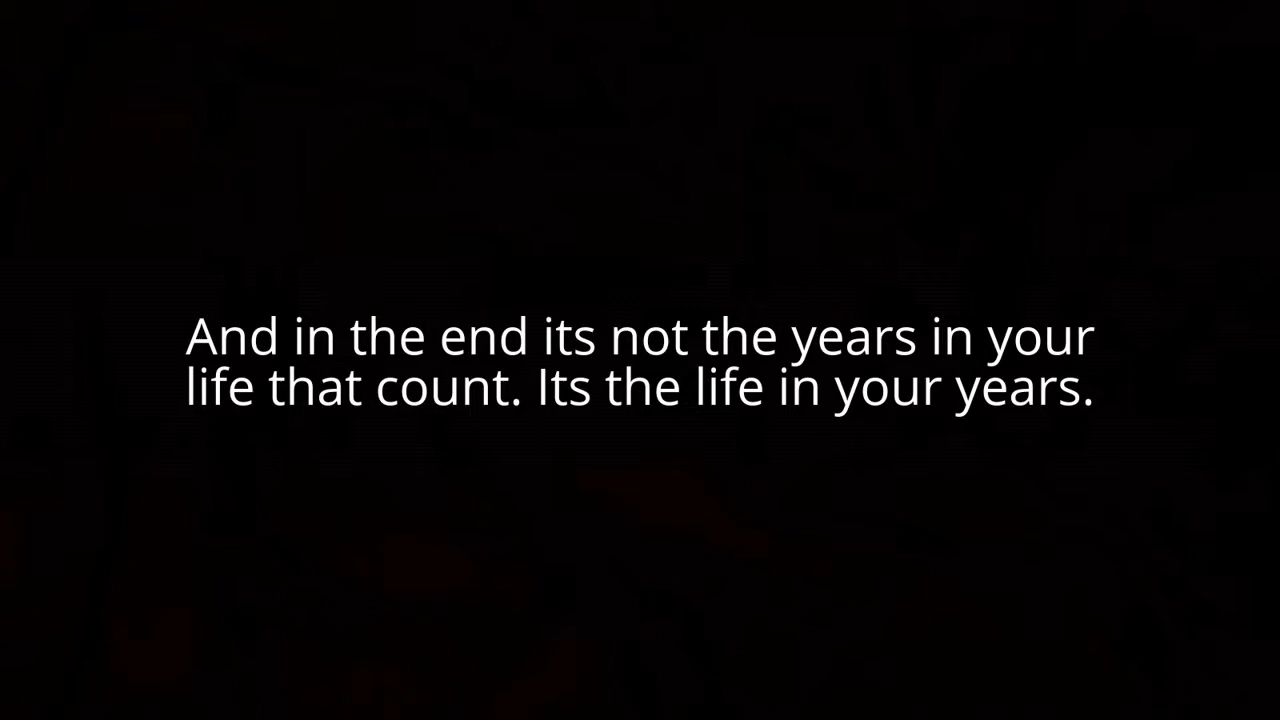 And in the end its not the years in your
life that count. Its the life in your years.